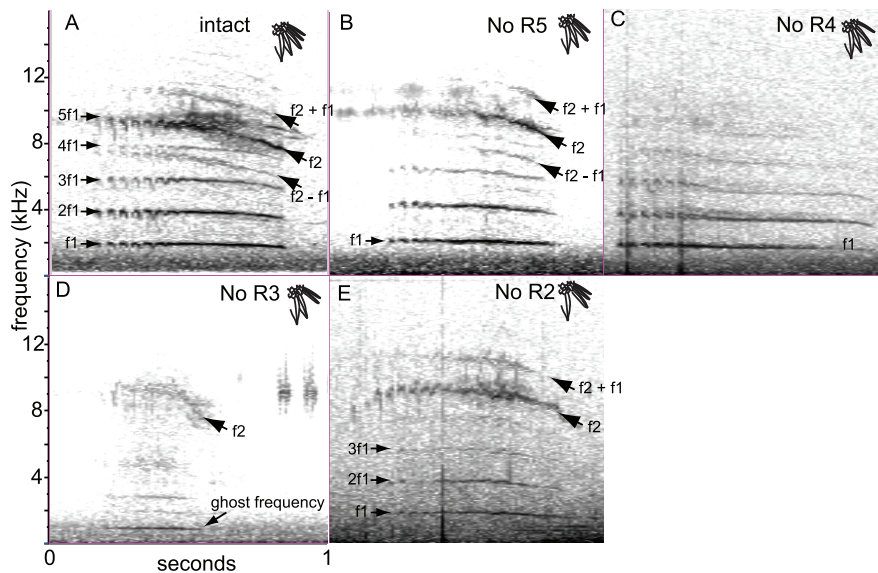 A
intact
12
5f1
8
4f1
3f1
4
2f1
f1
f2 + f1
f2
f2 - f1
frequency (kHz)
B
No R5
f2 + f1
f2
f2 - f1
f1
C
No R4
f1
D
No R3
12
8
4
f2
ghost frequency
0
seconds
1
E
No R2
f2 + f1
f2
3f1
2f1
f1